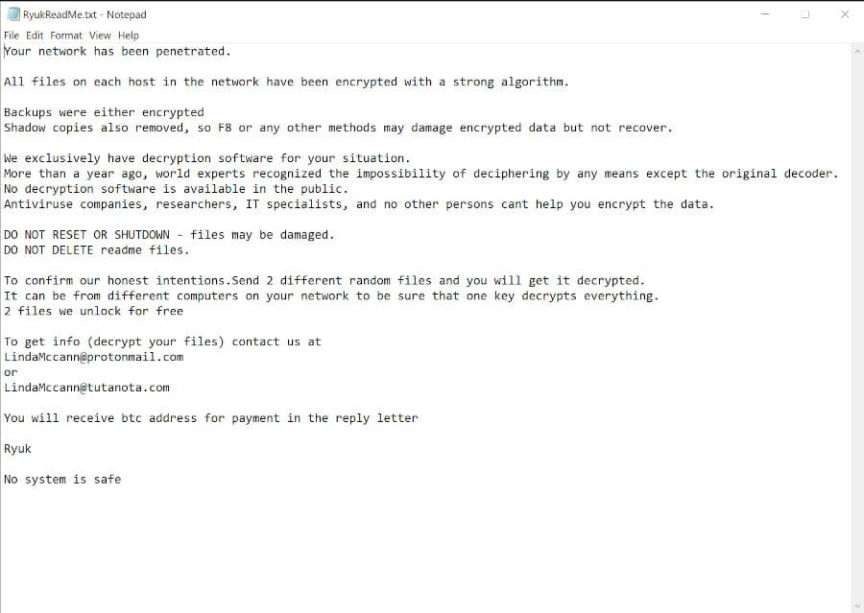 RyukReadMe.txt - Notepad
File Edit Format View Help
Your network has been penetrated.
All files on each host in the network have been encrypted with a strong algorithm.
Backups were either encrypted
Shadow copies also removed, so F8 or any other methods may damage encrypted data but not recover.
We exclusively have decryption software for your situation.
More than a year ago, world experts recognized the impossibility of deciphering by any means except the original decoder.
No decryption software is available in the public.
Antiviruse companies, researchers, IT specialists, and no other persons cant help you encrypt the data.
DO NOT RESET OR SHUTDOWN - files may be damaged.
DO NOT DELETE readme files.
To confirm our honest intentions.Send 2 different random files and you will get it decrypted.
It can be from different computers on your network to be sure that one key decrypts everything.
2 files we unlock for free
To get info (decrypt your files) contact us at
LindaMccann@protonmail.com
or
LindaMccann@tutanota.com
You will receive btc address for payment in the reply letter
Ryuk
No system is safe